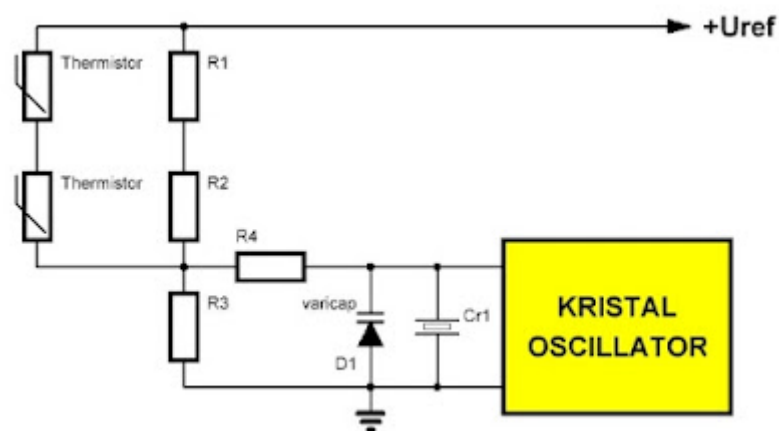 +Uref
Thermistor
R1
Thermistor
R2
R4
R3
varicap
D1
Cr1
KRISTAL
OSCILLATOR